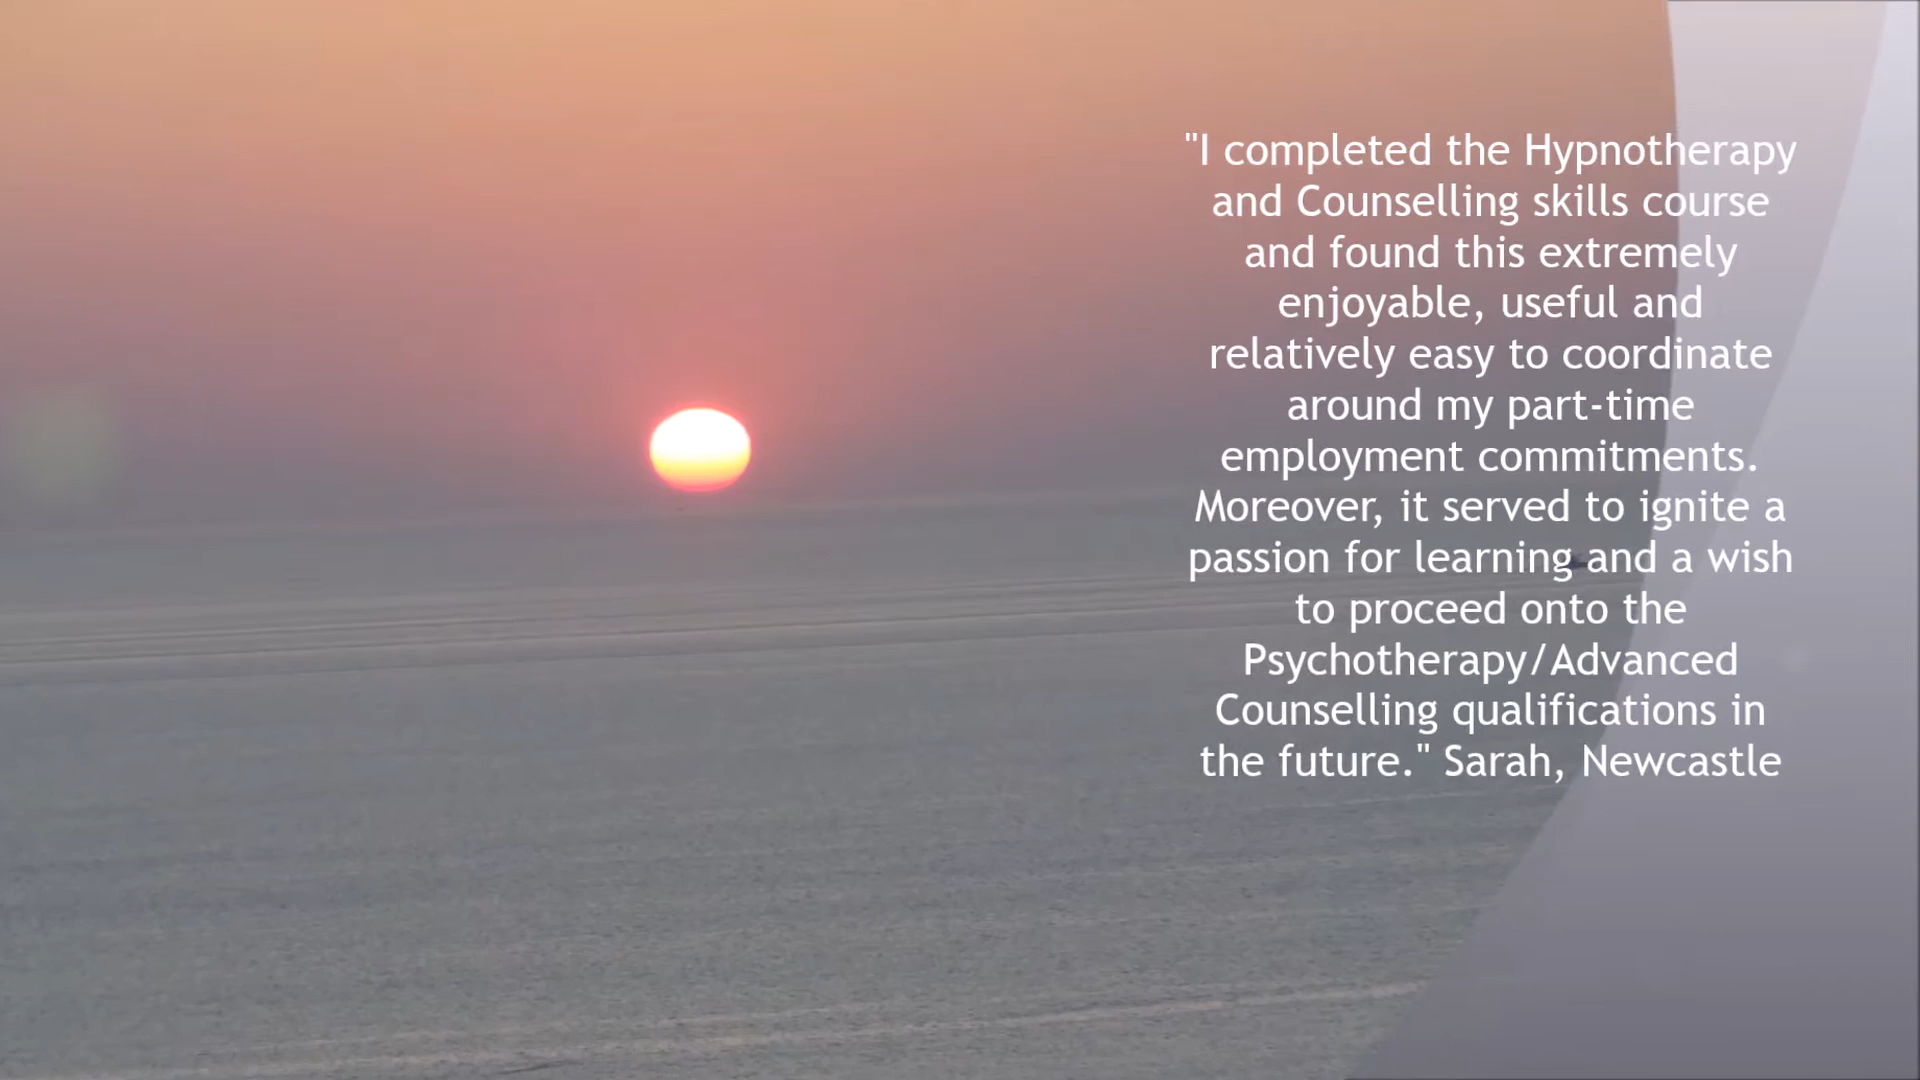 "I completed the Hypnotherapy
and Counselling skills course
and found this extremely
enjoyable, useful and
relatively easy to coordinate
around my part-time
employment commitments.
Moreover, it served to ignite a
passion for learning and a wish
to proceed onto the
Psychotherapy/Advanced
Counselling qualifications in
the future." Sarah, Newcastle